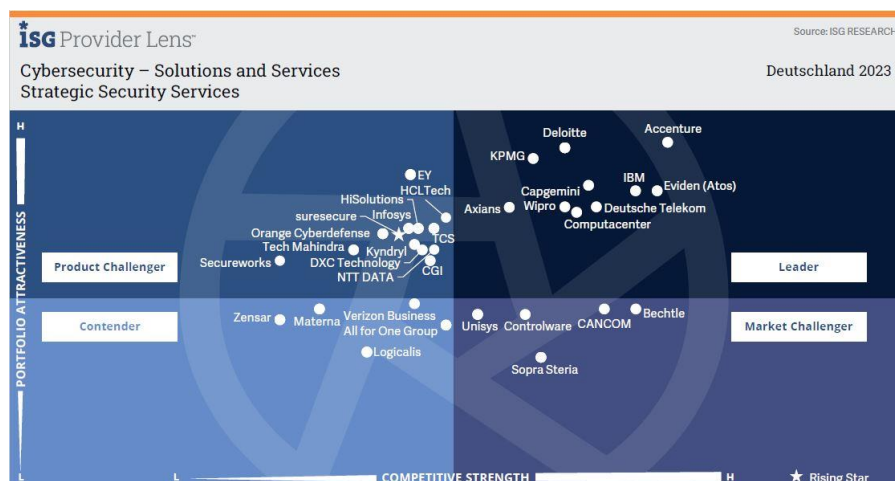 iSG Provider Lens™
Source: ISG RESEARCH
Cybersecurity – Solutions and Services
Strategic Security Services
Deutschland 2023
H
PORTFOLIO ATTRACTIVENESS
L
Product Challenger
Leader
Contender
Market Challenger
Deloitte
Accenture
KPMG
EY
HCLTech
HiSolutions
Infosys
suresecure
Orange Cyberdefense
TCS
Tech Mahindra
Kyndryl
Secureworks
DXC Technology
NTT DATA
CGI
Capgemini
IBM
Eviden (Atos)
Axians
Wipro
Deutsche Telekom
Computacenter
Zensar
Materna
Verizon Business
All for One Group
Logicalis
Unisys
Controlware
CANCOM
Bechtle
Sopra Steria
L
COMPETITIVE STRENGTH
H
Rising Star